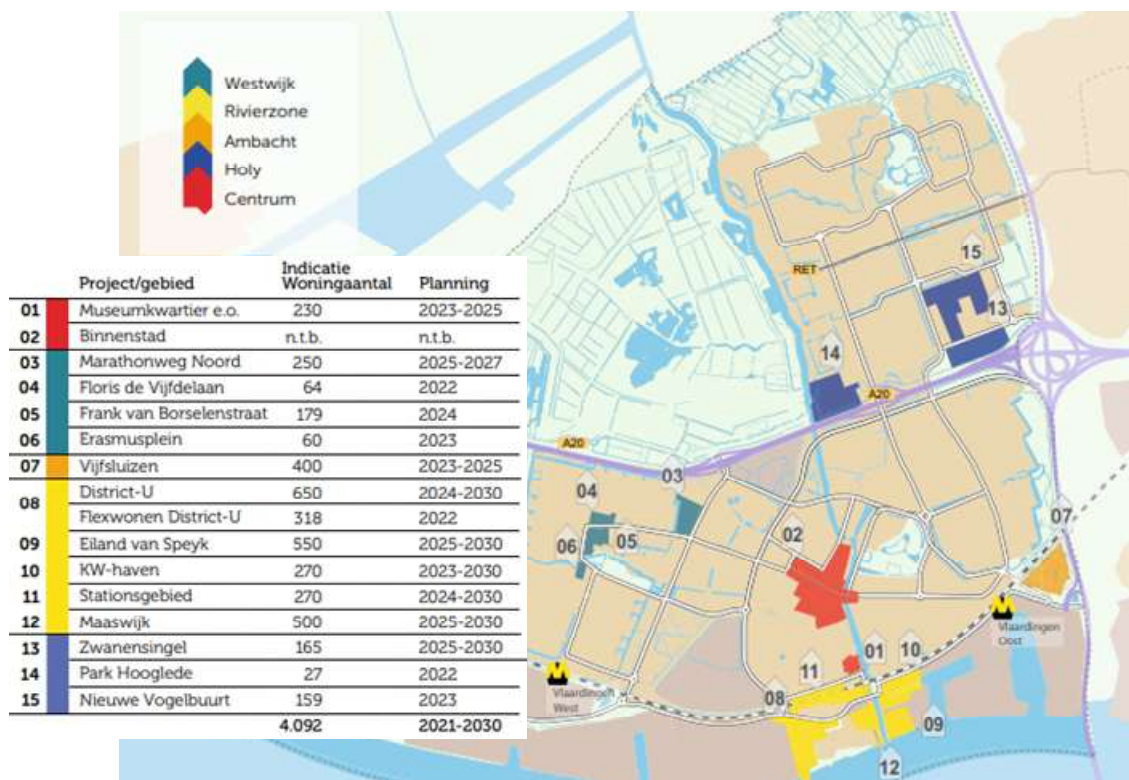 Westwijk
Rivierzone
Ambacht
Holy
Centrum
Project/gebied Indicatie Woningaantal Planning
01 Museumkwartier e.o. 230 2023-2025
02 Binnenstad n.t.b. n.t.b.
03 Marathonweg Noord 250 2025-2027
04 Floris de Vijfdelaan 64 2022
05 Frank van Borselenstraat 179 2024
06 Erasmusplein 60 2023
07 Vijfsluizen 400 2023-2025
08 District-U 650 2024-2030
Flexwonen District-U 318 2022
09 Eiland van Speyk 550 2025-2030
10 KW-haven 270 2023-2030
11 Stationsgebied 270 2024-2030
12 Maaswijk 500 2025-2030
13 Zwanensingel 165 2025-2030
14 Park Hooglede 27 2022
15 Nieuwe Vogelbuurt 159 2023
4.092 2021-2030
15
RET
13
14
A20
A20
03
04
07
02
05
06
Vlaardingen
Oost
01
10
11
Vlaardingen
West
08
09
12